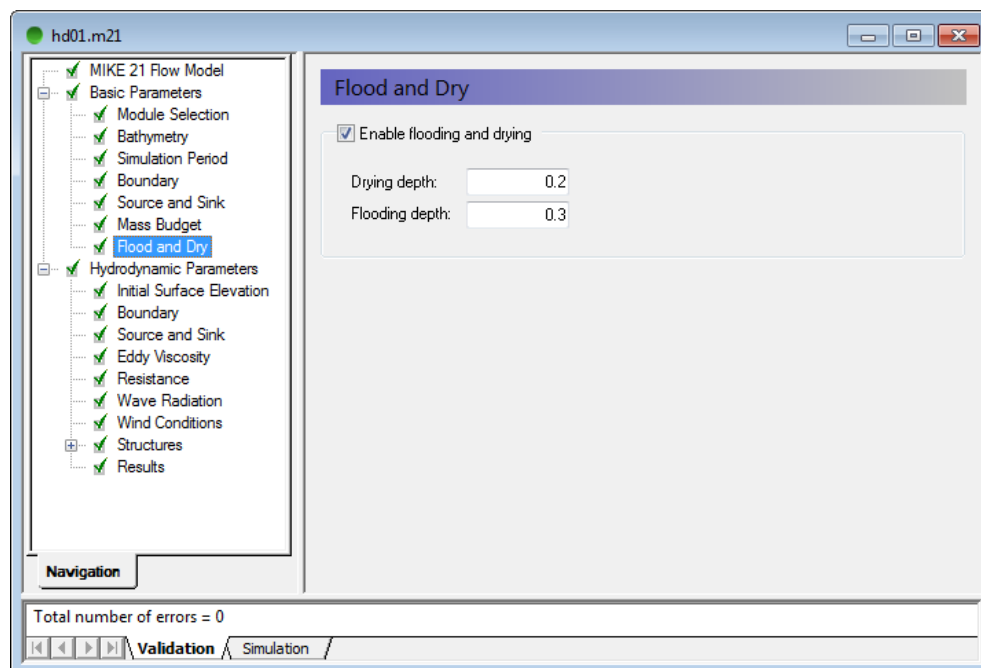 hd01.m21
MIKE 21 Flow Model
Basic Parameters
Module Selection
Bathymetry
Simulation Period
Boundary
Source and Sink
Mass Budget
Flood and Dry
Hydrodynamic Parameters
Initial Surface Elevation
Boundary
Source and Sink
Eddy Viscosity
Resistance
Wave Radiation
Wind Conditions
Structures
Results
Navigation
Flood and Dry
Enable flooding and drying
Drying depth: 0.2
Flooding depth: 0.3
Total number of errors = 0
Validation Simulation